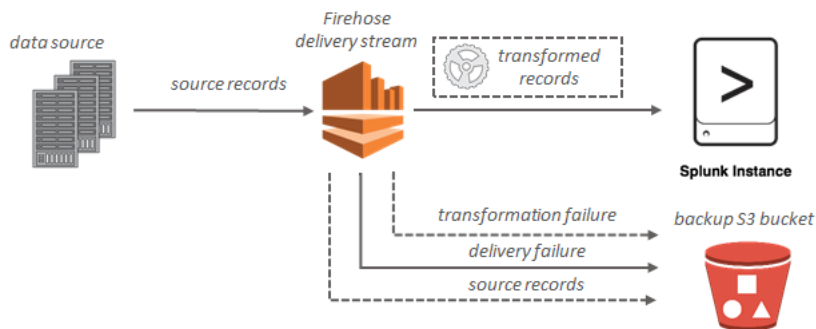 data source
source records
Firehose
delivery stream
transformed
records
>
Splunk Instance
transformation failure
delivery failure
source records
backup S3 bucket